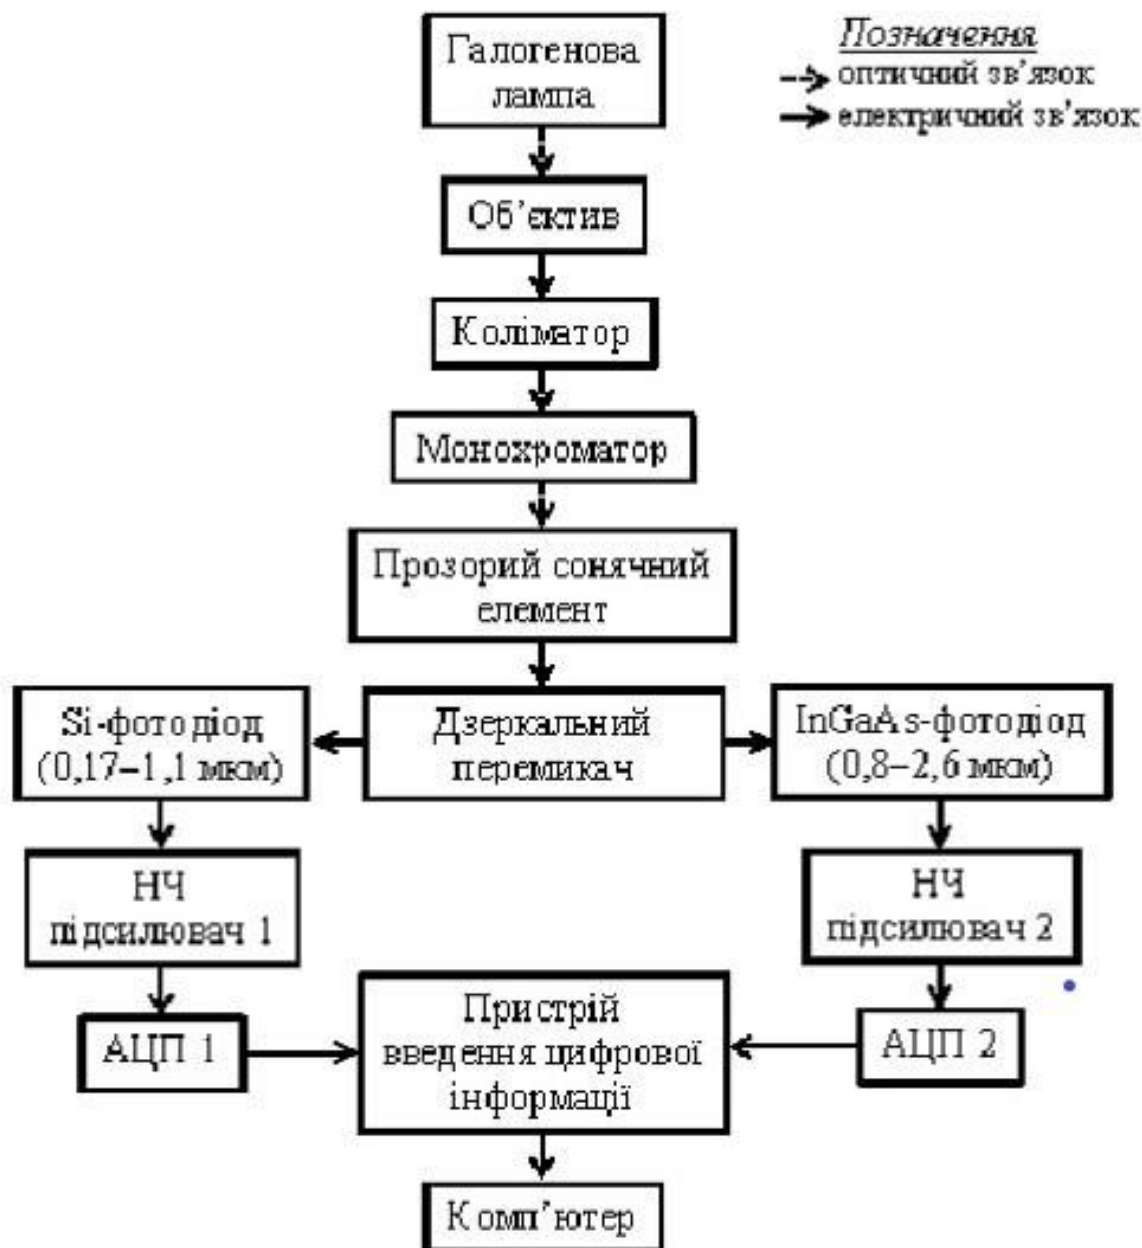 Галогенова
лампа
Позначення
оптичний зв’язок
електричний зв’язок
Об’єктив
Коліматор
Монохроматор
Прозорий сонячний
елемент
Si-фотодіод
(0,17–1,1 мкм)
Дзеркальний
перемикач
InGaAs-фотодіод
(0,8–2,6 мкм)
НЧ
підсилювач 1
НЧ
підсилювач 2
АЦП 1
Пристрій
введення цифрової
інформації
АЦП 2
Комп’ютер